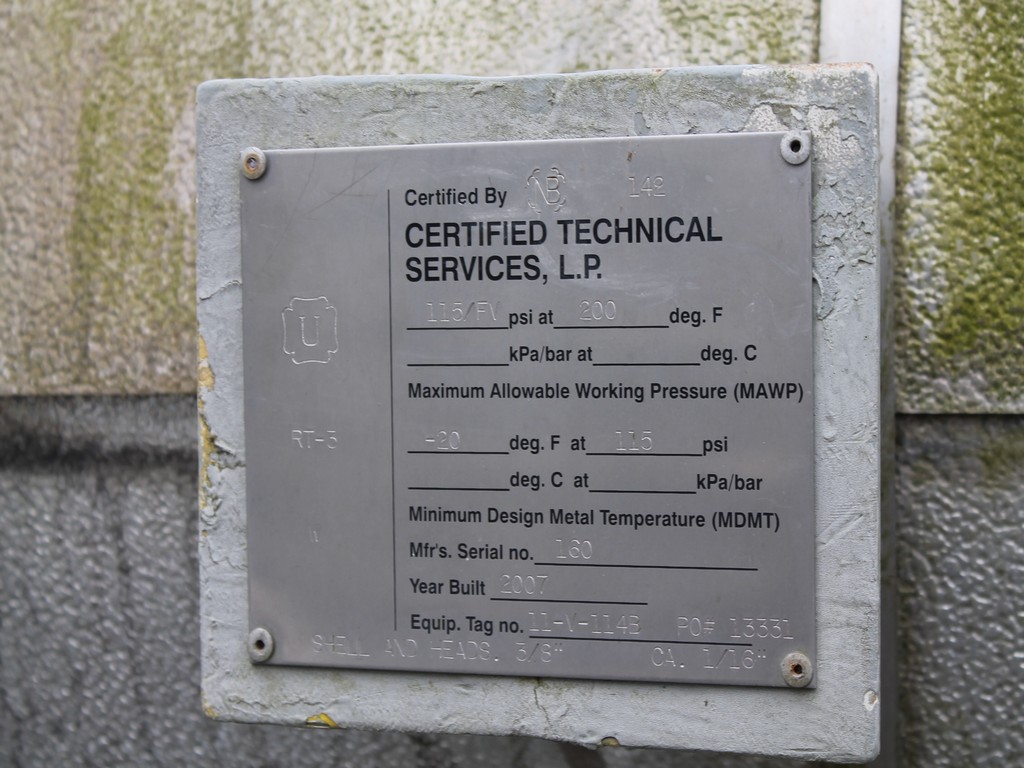 Certified By NB 142
CERTIFIED TECHNICAL
SERVICES, L.P.
115/FV psi at 200 deg. F
kPa/bar at deg. C
Maximum Allowable Working Pressure (MAWP)
U
RT-3
-20 deg. F at 115 psi
deg. C at kPa/bar
Minimum Design Metal Temperature (MDMT)
Mfr's. Serial no. 160
Year Built 2007
Equip. Tag no. 11-V-114B PO# 13331
SHELL AND HEADS. 3/8" CA. 1/16"